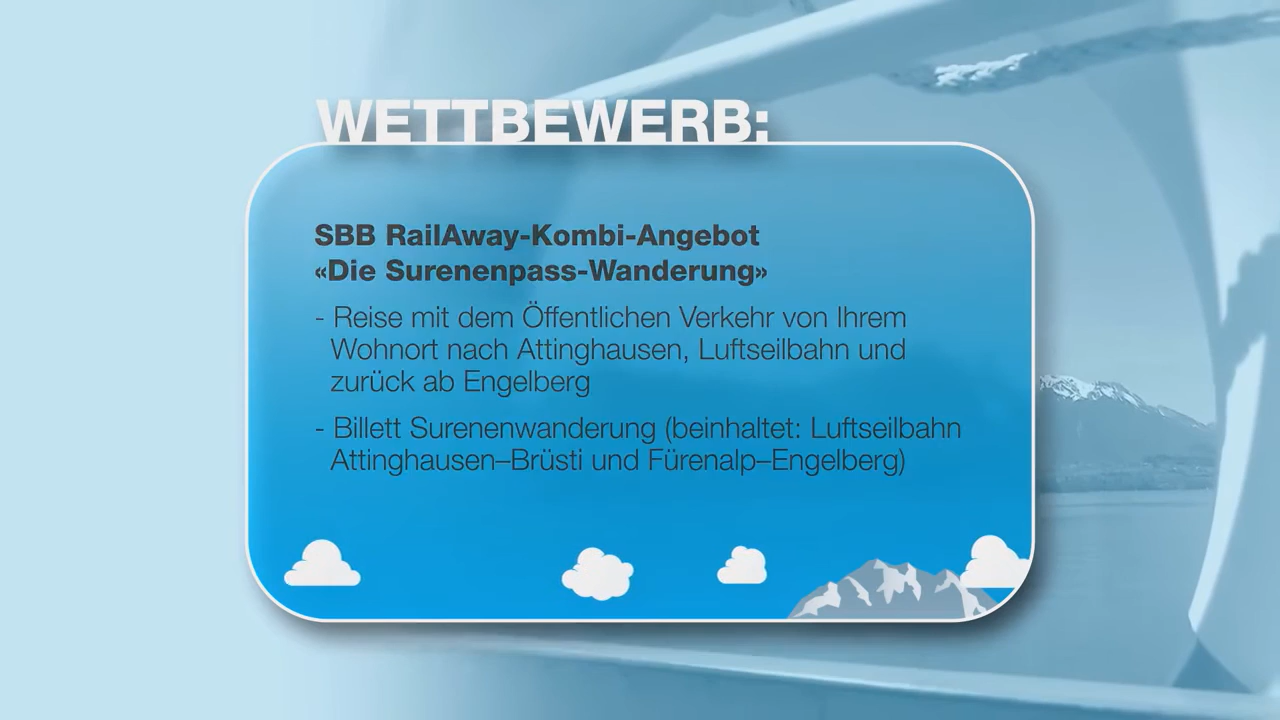 WETTBEWERB:
SBB RailAway-Kombi-Angebot
«Die Surenenpass-Wanderung»
- Reise mit dem Öffentlichen Verkehr von Ihrem
Wohnort nach Attinghausen, Luftseilbahn und
zurück ab Engelberg
- Billett Surenenwanderung (beinhaltet: Luftseilbahn
Attinghausen–Brüsti und Fürenalp–Engelberg)